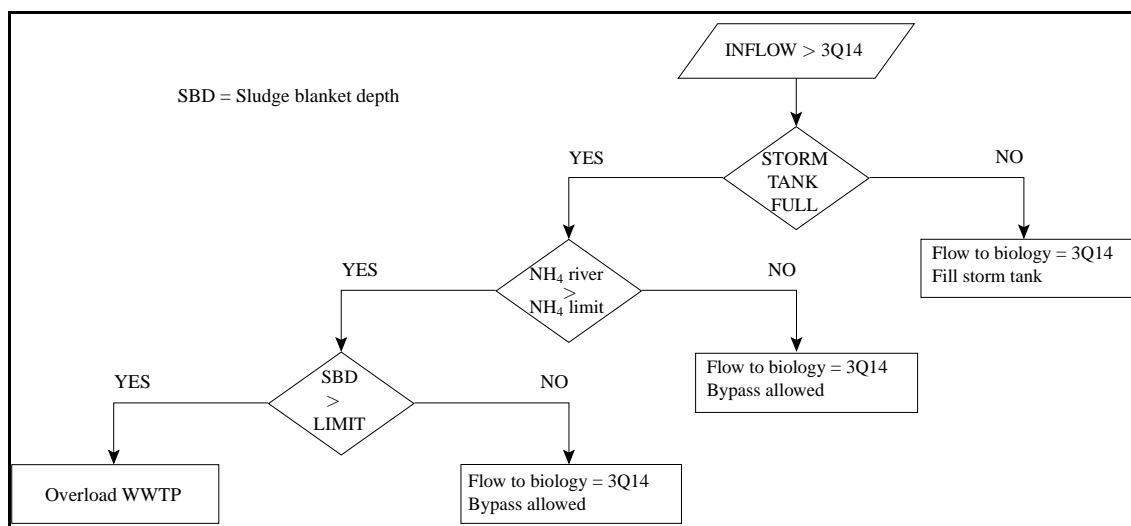 INFLOW > 3Q14
SBD = Sludge blanket depth
YES
STORM
TANK
FULL
NO
Flow to biology = 3Q14
Fill storm tank
YES
NH₄ river
>
NH₄ limit
NO
Flow to biology = 3Q14
Bypass allowed
YES
SBD
>
LIMIT
NO
Overload WWTP
Flow to biology = 3Q14
Bypass allowed